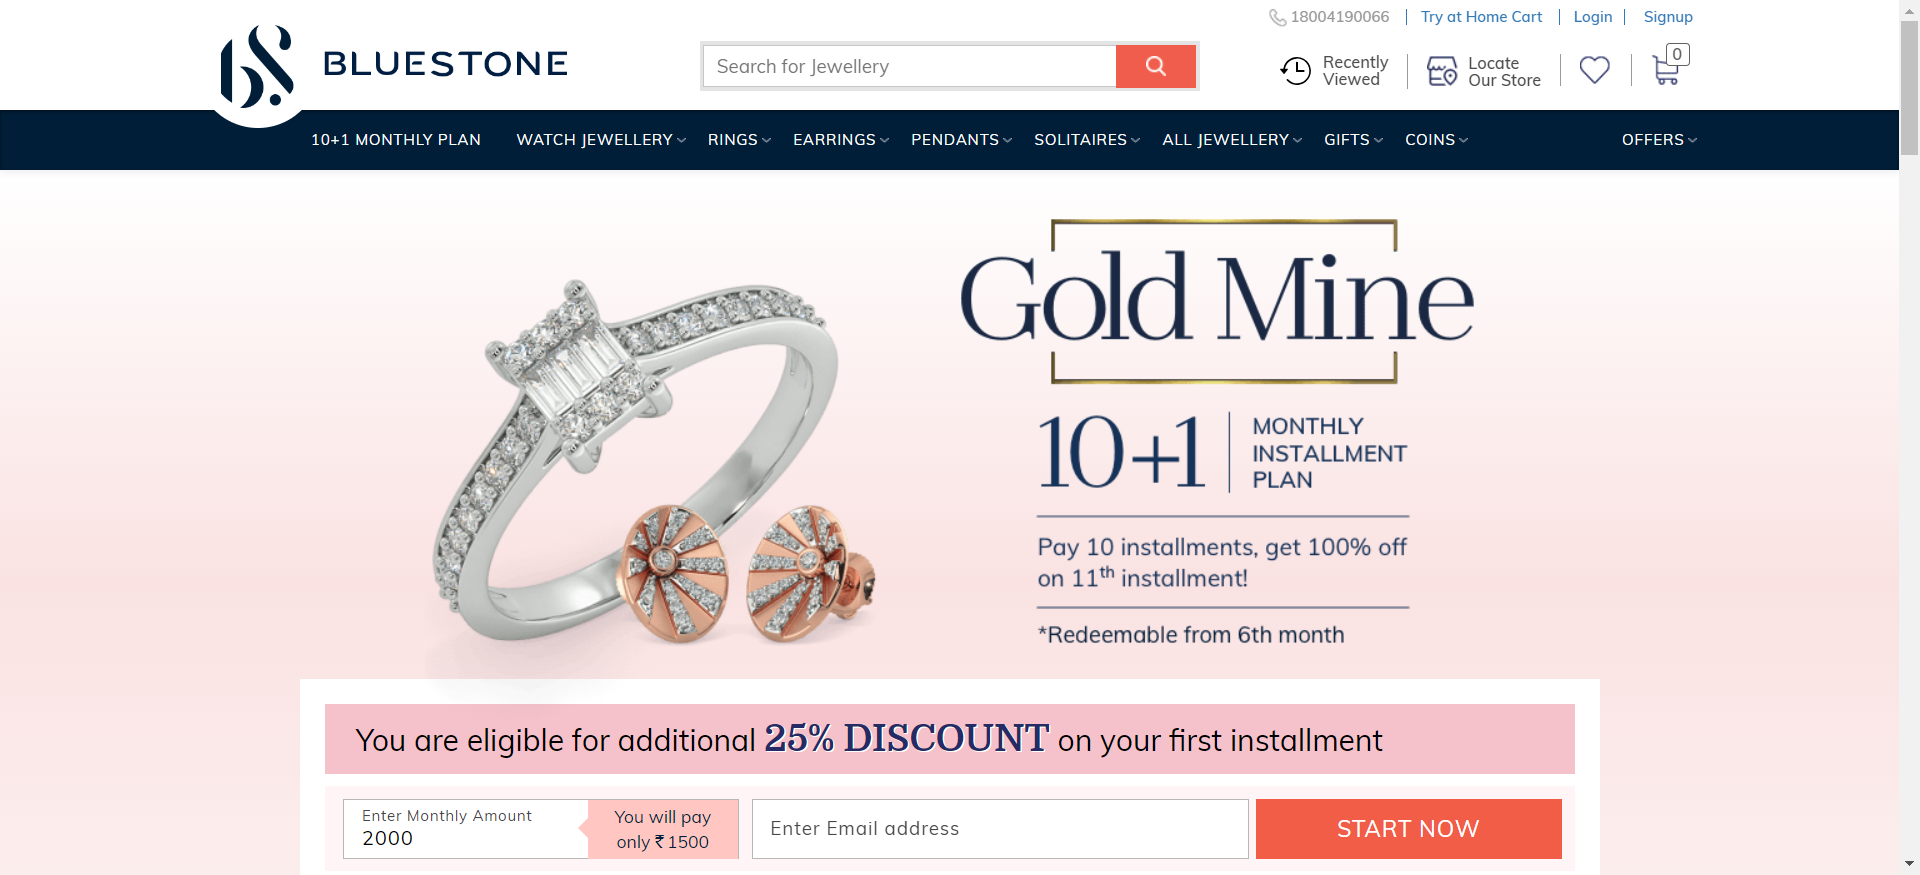 18004190066
Try at Home Cart
Login
Signup
BLUESTONE
Search for Jewellery
Recently
Viewed
Locate
Our Store
0
10+1 MONTHLY PLAN
WATCH JEWELLERY
RINGS
EARRINGS
PENDANTS
SOLITAIRES
ALL JEWELLERY
GIFTS
COINS
OFFERS
Gold Mine
10+1
MONTHLY
INSTALLMENT
PLAN
Pay 10 installments, get 100% off
on 11th installment!
*Redeemable from 6th month
You are eligible for additional 25% DISCOUNT on your first installment
Enter Monthly Amount
2000
You will pay
only ₹ 1500
Enter Email address
START NOW